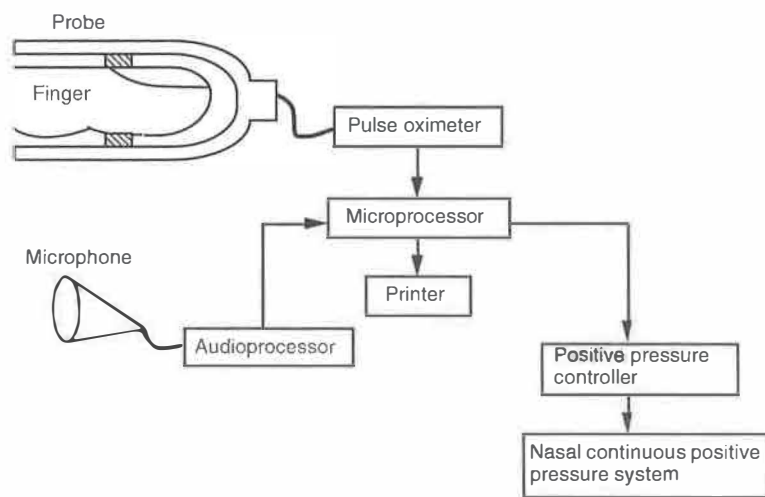 Probe
Finger
Pulse oximeter
Microprocessor
Microphone
Printer
Audioprocessor
Positive pressure
controller
Nasal continuous positive
pressure system